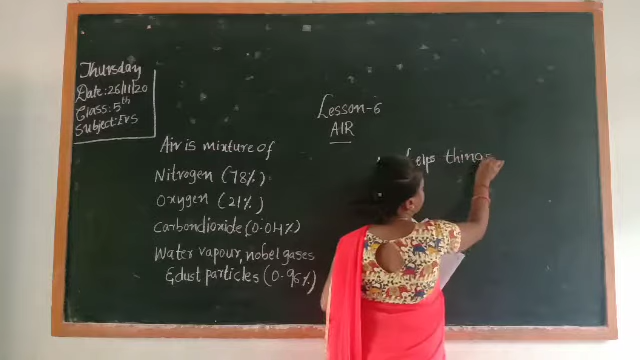 Thursday
Date: 26/11/20
Class: 5th
Subject: Evs
Lesson-6
AIR
Air is mixture of
Nitrogen (78%)
Oxygen (21%)
Carbondioxide (0.04%)
Water vapour, nobel gases
& dust particles (0.96%)
things